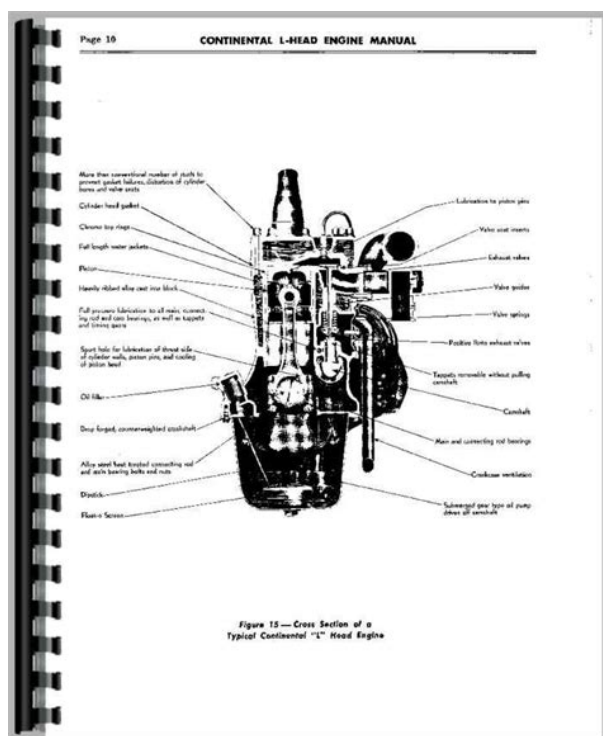 Page 10
CONTINENTAL L-HEAD ENGINE MANUAL
More than conventional number of studs to
prevent gasket failures, distortion of cylinder
bores and valve seats
Cylinder head gasket
Chrome top rings
Full length water jackets
Piston
Heavily ribbed alloy cast iron block
Full pressure lubrication to all main, connect-
ing rod and cam bearings, as well as tappets
and timing gears
Spurt hole for lubrication of thrust side
of cylinder walls, piston pins, and cooling
of piston head
Oil filler
Drop forged, counterweighted crankshaft
Alloy steel heat treated connecting rod
and main bearing bolts and nuts
Dipstick
Float-o Screen
Lubrication to piston pins
Valve seat inserts
Exhaust valves
Valve guides
Valve springs
Positive Roto exhaust valves
Tappets removable without pulling
camshaft
Camshaft
Main and connecting rod bearings
Crankcase ventilation
Submerged gear type oil pump
drives off camshaft
Figure 15 — Cross Section of a
Typical Continental "L" Head Engine